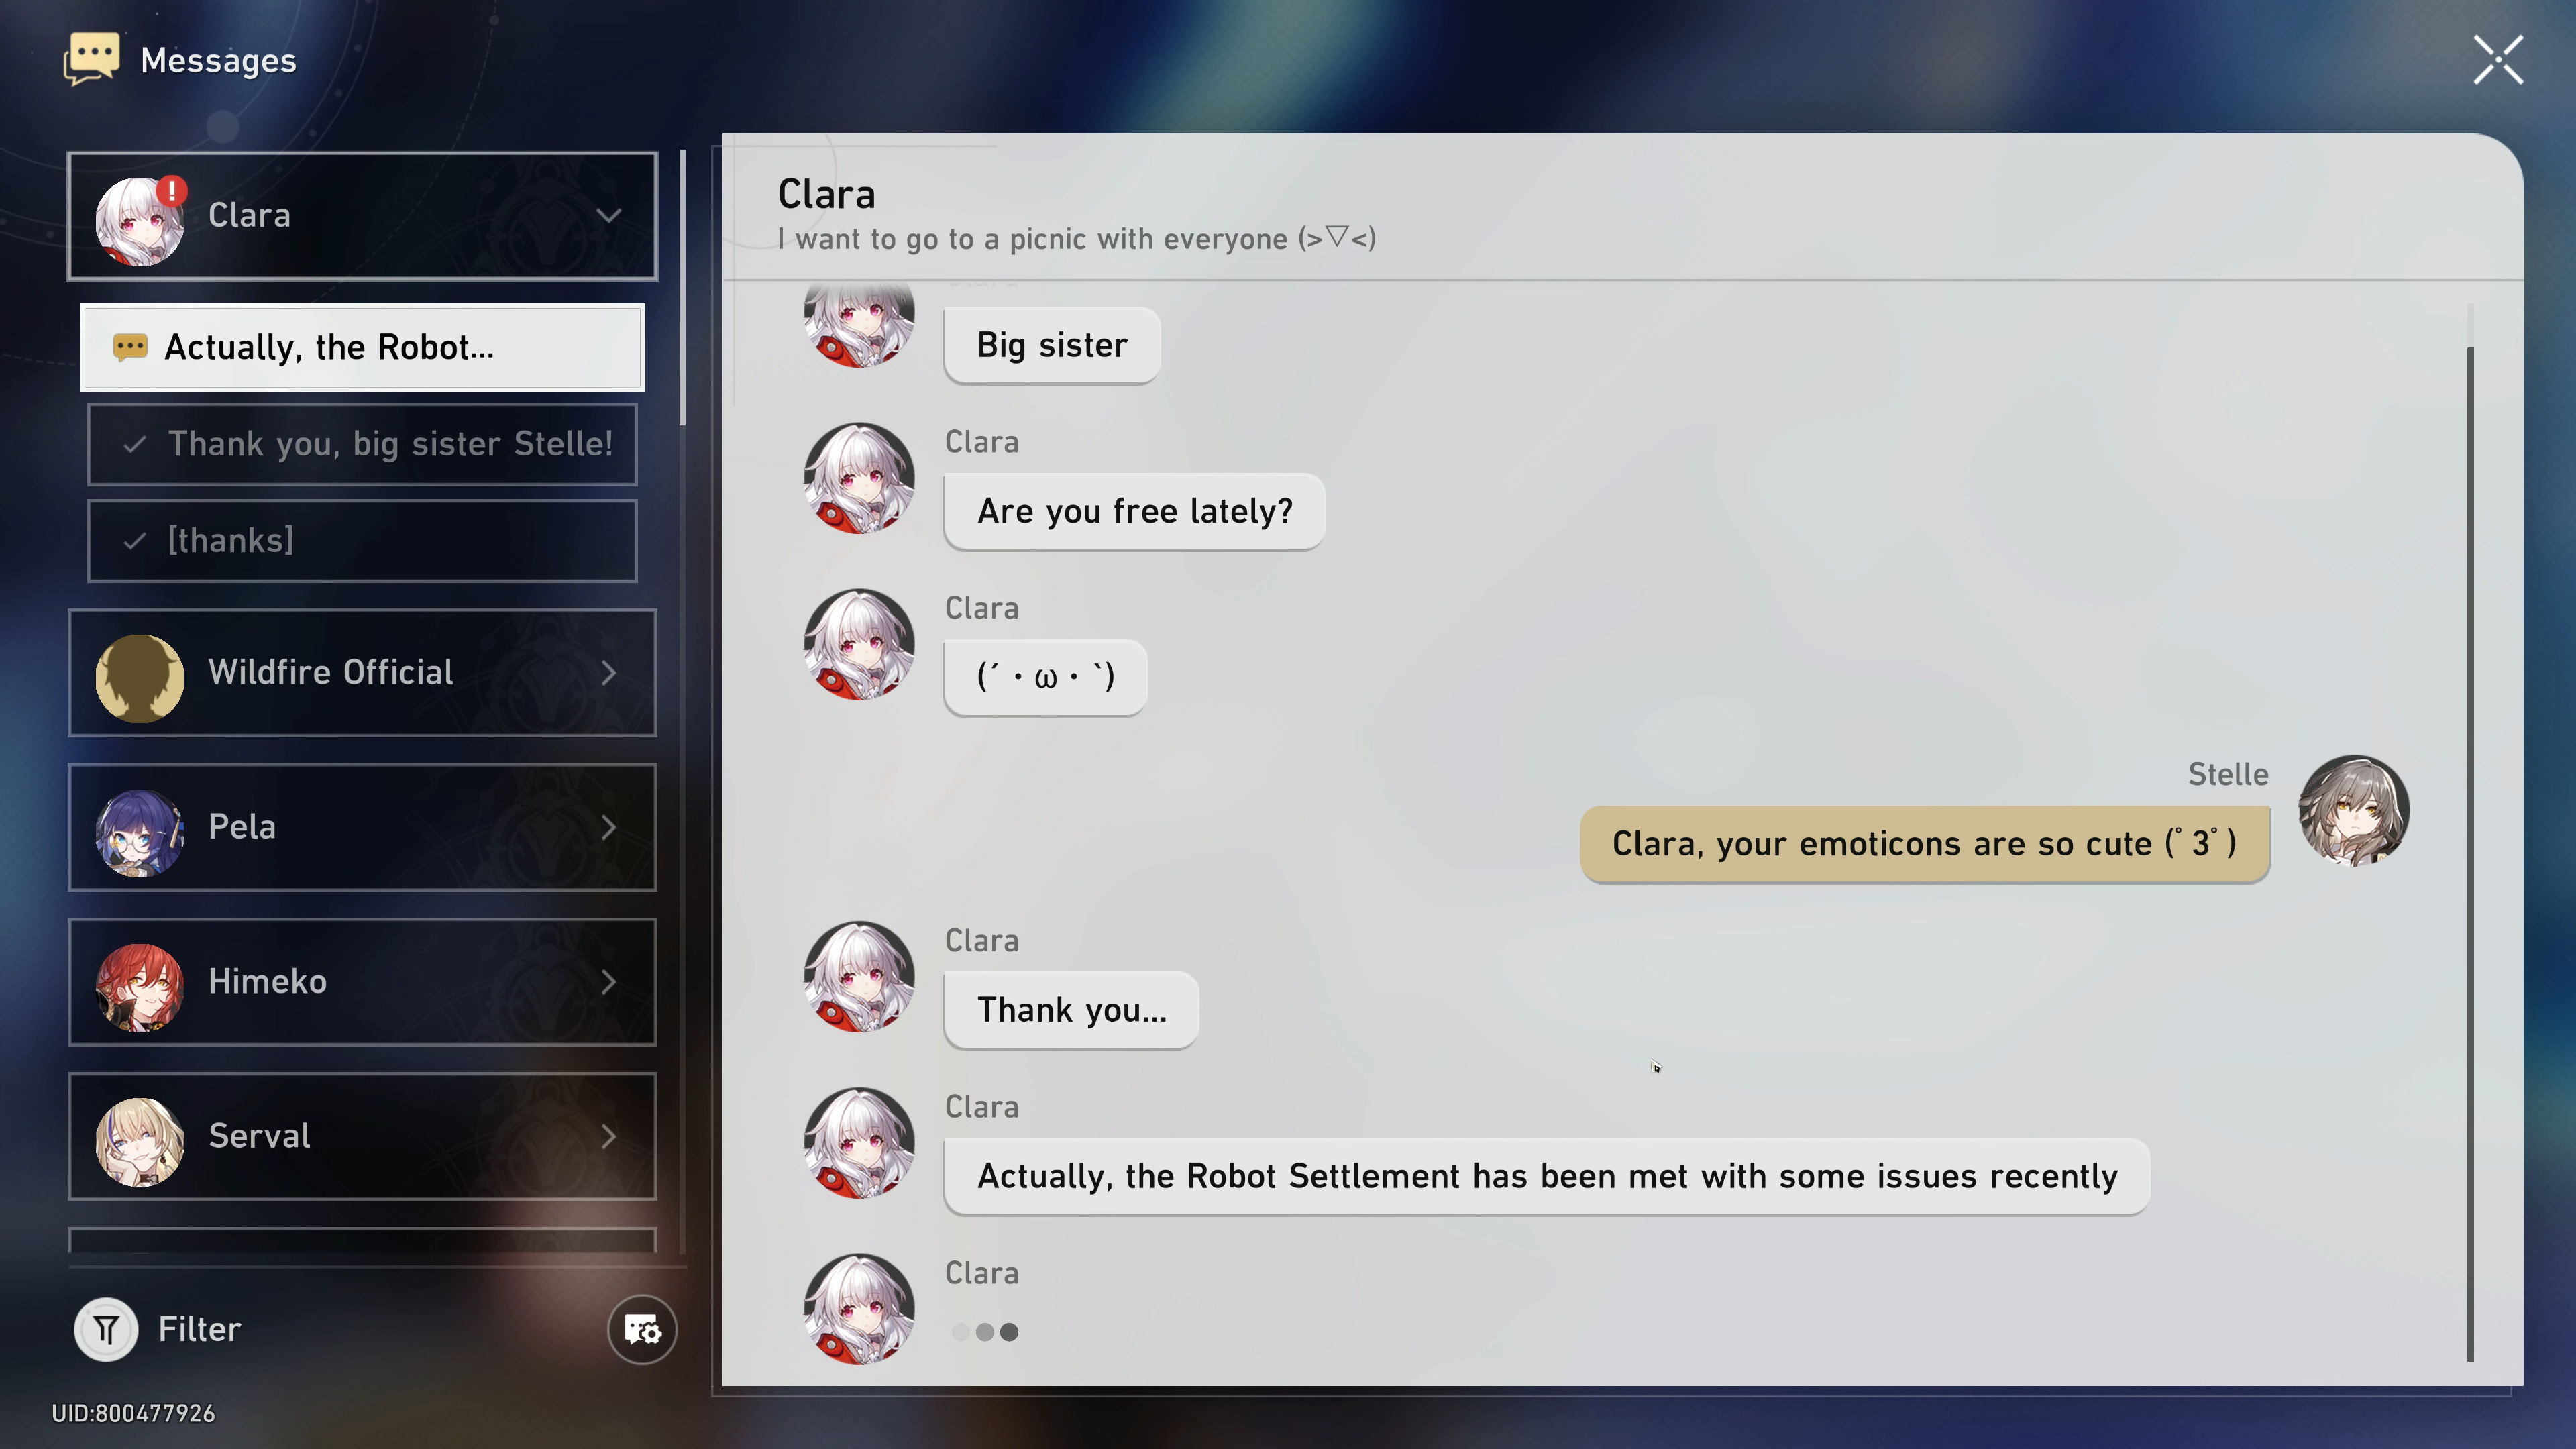 Messages
Clara
Actually, the Robot...
Thank you, big sister Stelle!
[thanks]
Wildfire Official
Pela
Himeko
Serval
Filter
UID:800477926
Clara
I want to go to a picnic with everyone (>▽<)
Big sister
Clara
Are you free lately?
Clara
(´・ω・`)
Stelle
Clara, your emoticons are so cute (ﾟ3ﾟ)
Clara
Thank you...
Clara
Actually, the Robot Settlement has been met with some issues recently
Clara